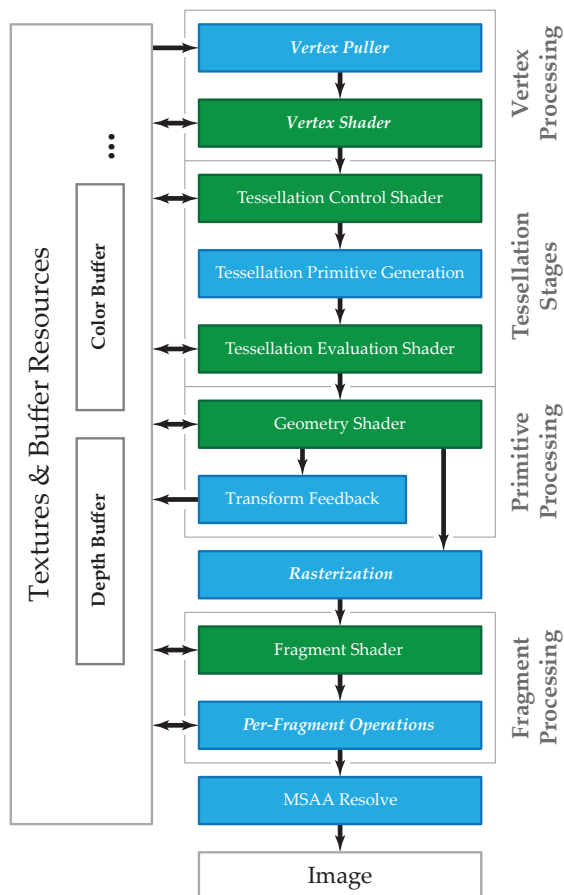 Textures & Buffer Resources
...
Color Buffer
Depth Buffer
Vertex Puller
Vertex Shader
Vertex
Processing
Tessellation Control Shader
Tessellation Primitive Generation
Tessellation Evaluation Shader
Tessellation
Stages
Geometry Shader
Transform Feedback
Primitive
Processing
Rasterization
Fragment Shader
Per-Fragment Operations
Fragment
Processing
MSAA Resolve
Image